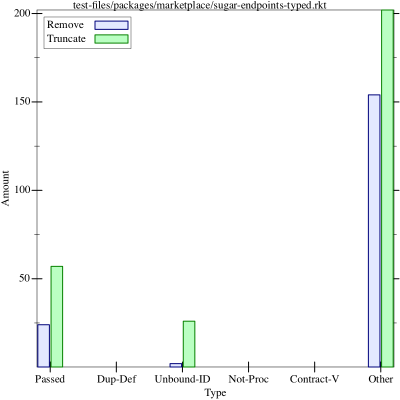 test-files/packages/marketplace/sugar-endpoints-typed.rkt
Remove
Truncate
200
150
100
50
Amount
Passed Dup-Def Unbound-ID Not-Proc Contract-V Other
Type